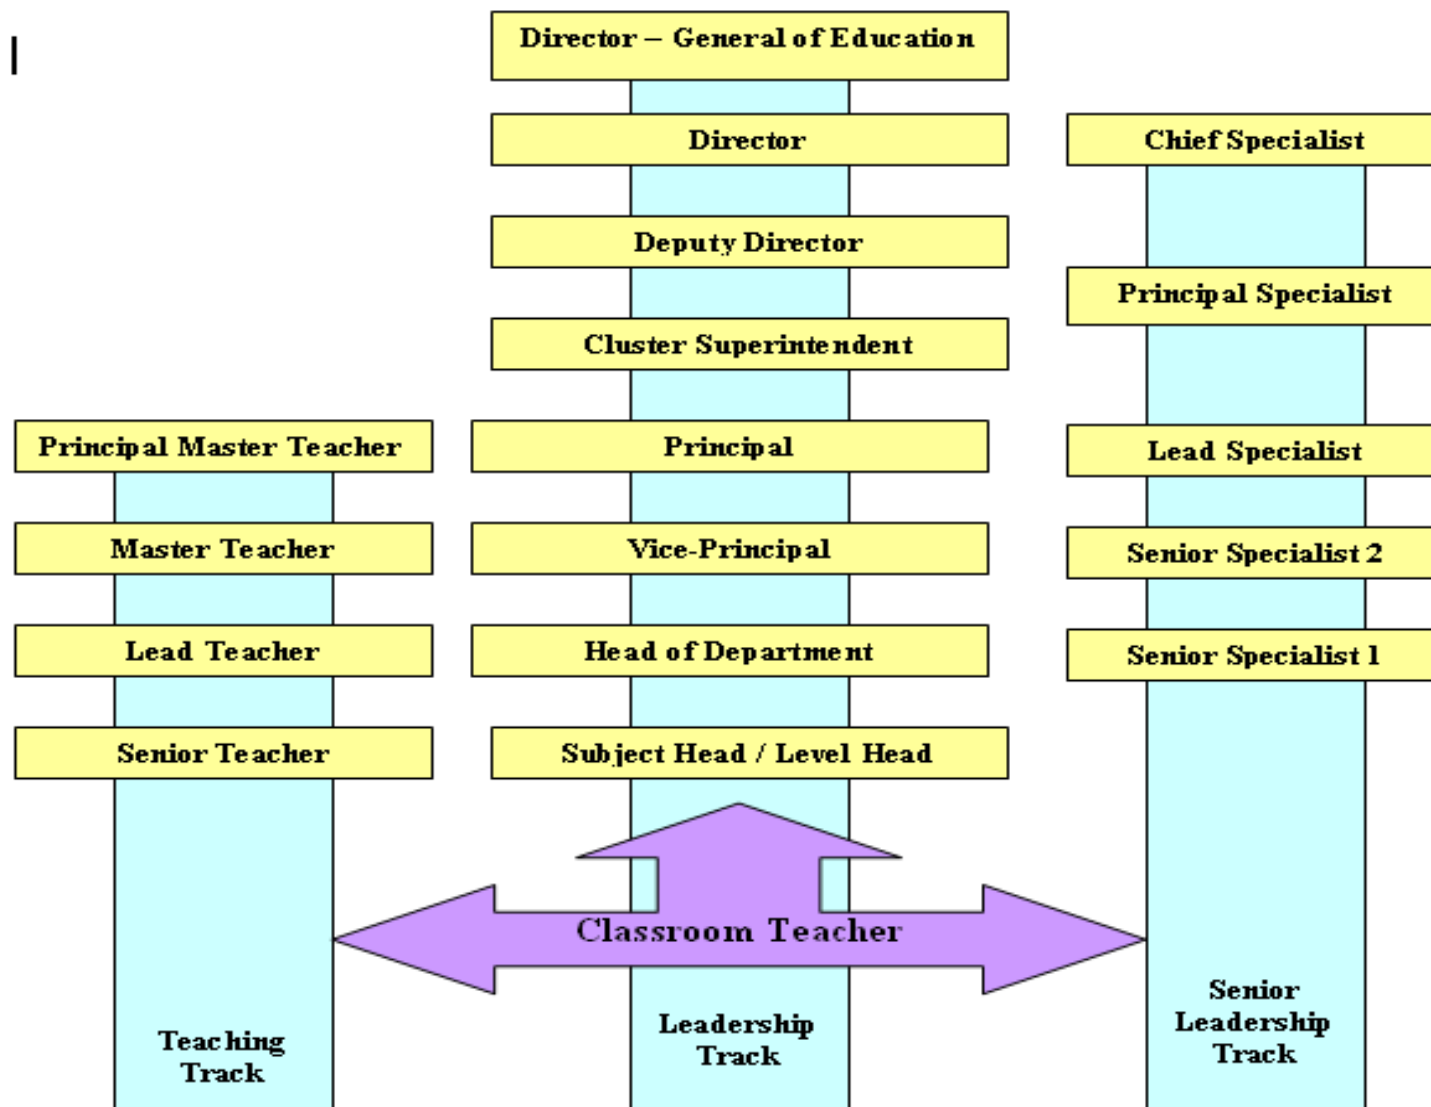 Director – General of Education
Director
Chief Specialist
Deputy Director
Principal Specialist
Cluster Superintendent
Principal Master Teacher
Principal
Lead Specialist
Master Teacher
Vice-Principal
Senior Specialist 2
Lead Teacher
Head of Department
Senior Specialist 1
Senior Teacher
Subject Head / Level Head
Classroom Teacher
Teaching
Track
Leadership
Track
Senior
Leadership
Track